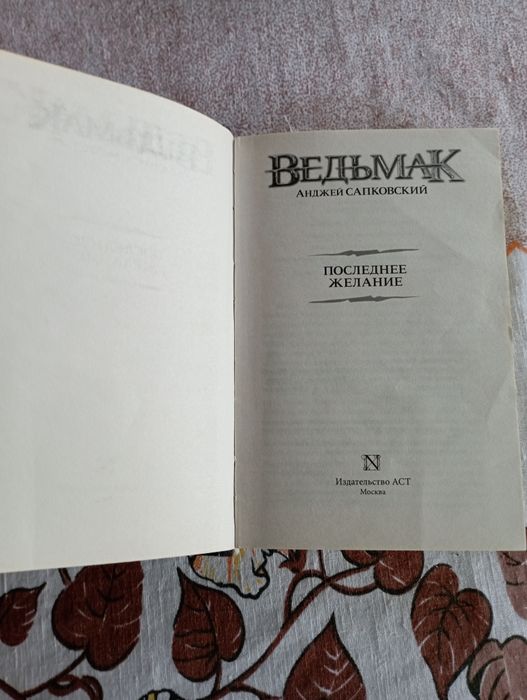 ВЕДЬМАК
АНДЖЕЙ САПКОВСКИЙ
ПОСЛЕДНЕЕ
ЖЕЛАНИЕ
N
Издательство АСТ
Москва